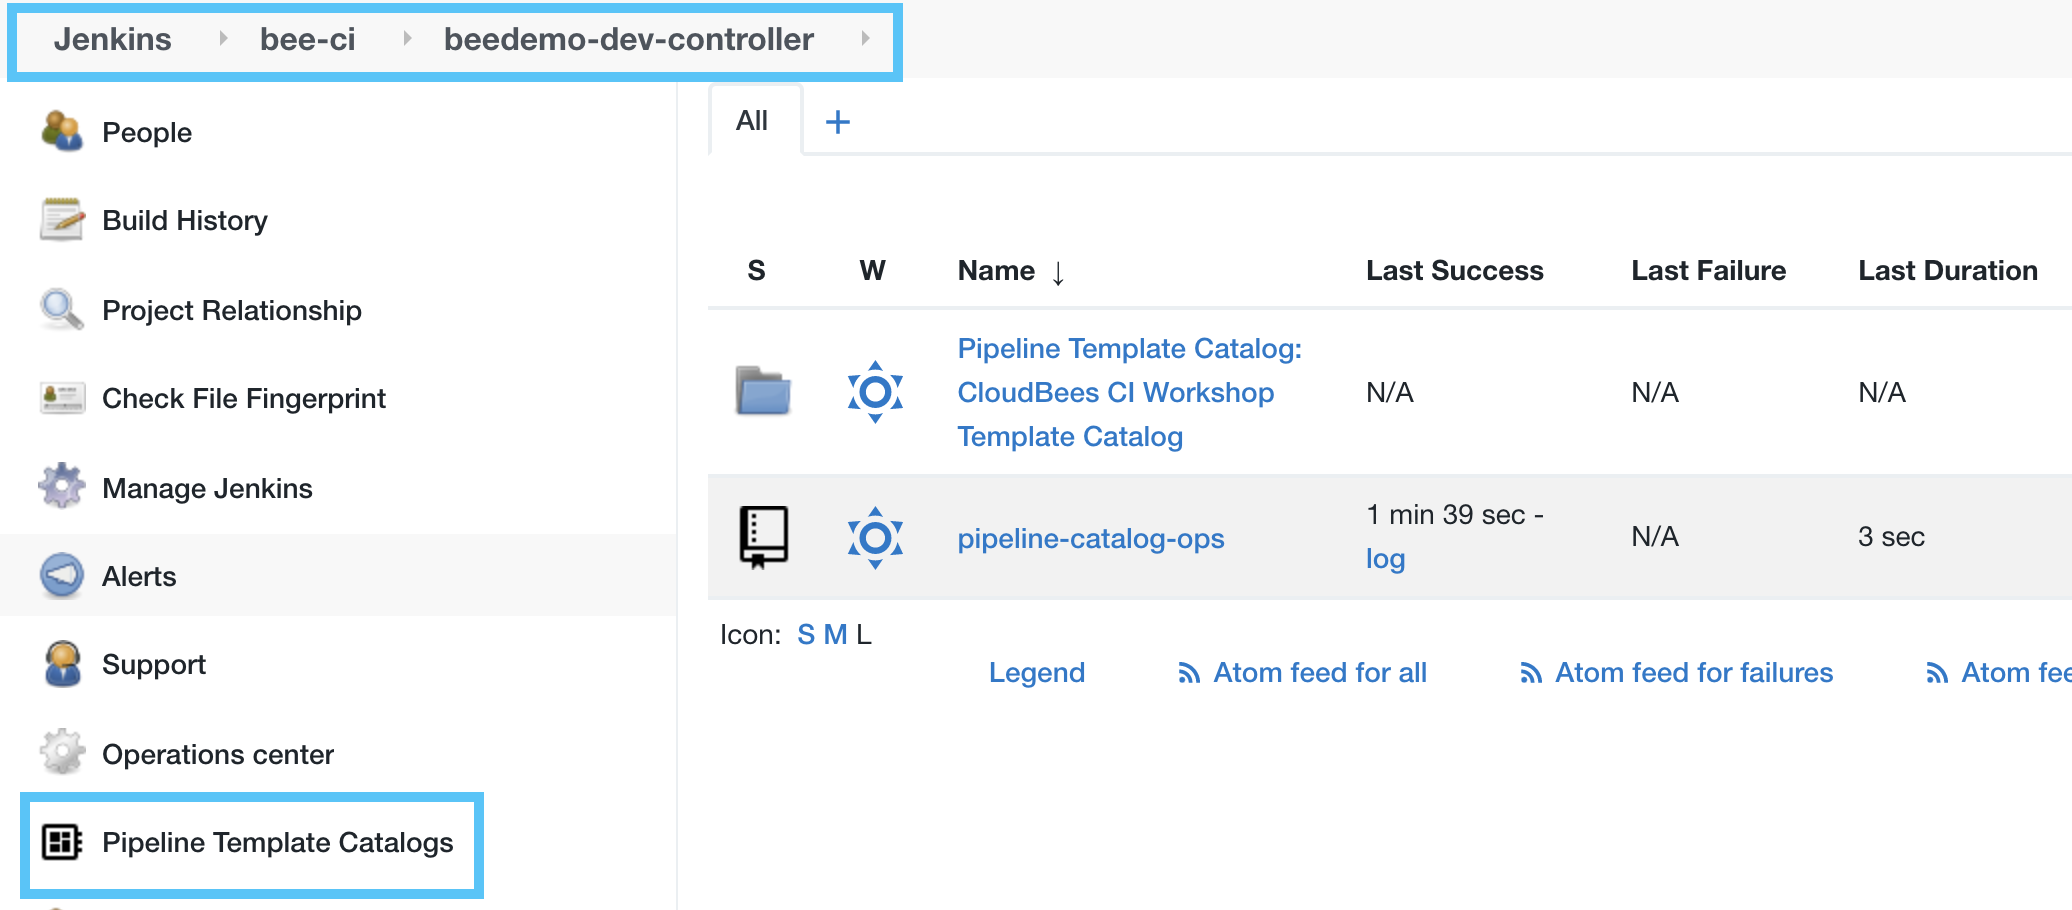 Jenkins bee-ci beedemo-dev-controller
People
Build History
Project Relationship
Check File Fingerprint
Manage Jenkins
Alerts
Support
Operations center
Pipeline Template Catalogs
All +
S W Name ↓ Last Success Last Failure Last Duration
Pipeline Template Catalog:
CloudBees CI Workshop
Template Catalog
N/A N/A N/A
pipeline-catalog-ops
1 min 39 sec -
log
N/A 3 sec
Icon: S M L
Legend Atom feed for all Atom feed for failures Atom